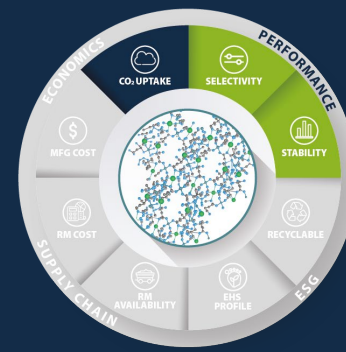 ECONOMICS
PERFORMANCE
CO₂ UPTAKE
SELECTIVITY
MFG COST
$
STABILITY
RM COST
RECYCLABLE
RM
AVAILABILITY
EHS
PROFILE
SUPPLY CHAIN
ESG